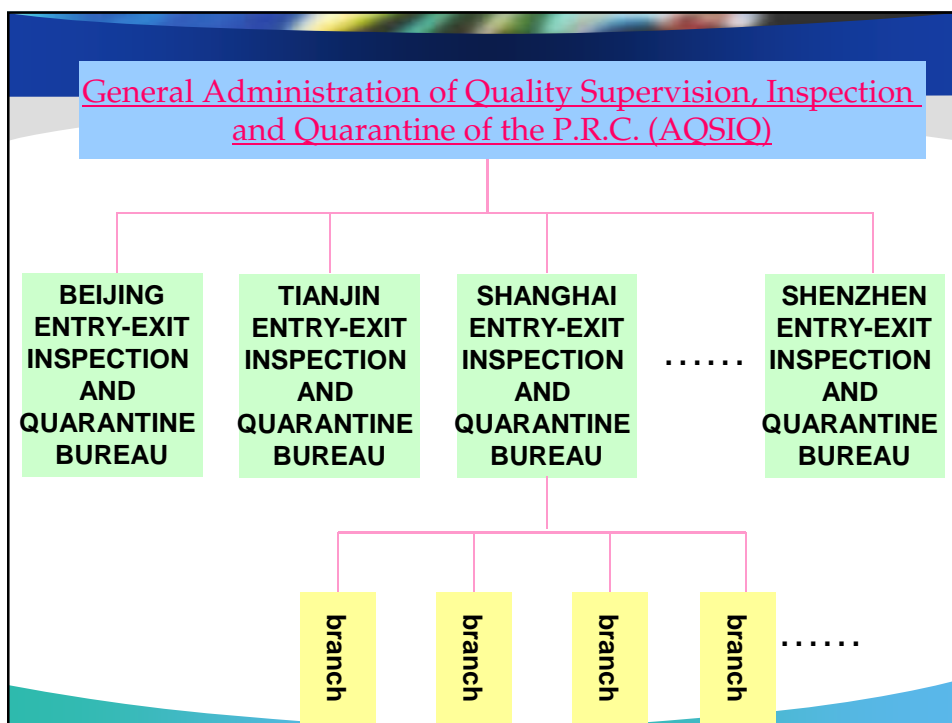 General Administration of Quality Supervision, Inspection
and Quarantine of the P.R.C. (AQSIQ)
BEIJING
ENTRY-EXIT
INSPECTION
AND
QUARANTINE
BUREAU
TIANJIN
ENTRY-EXIT
INSPECTION
AND
QUARANTINE
BUREAU
SHANGHAI
ENTRY-EXIT
INSPECTION
AND
QUARANTINE
BUREAU
......
SHENZHEN
ENTRY-EXIT
INSPECTION
AND
QUARANTINE
BUREAU
branch
branch
branch
branch
......